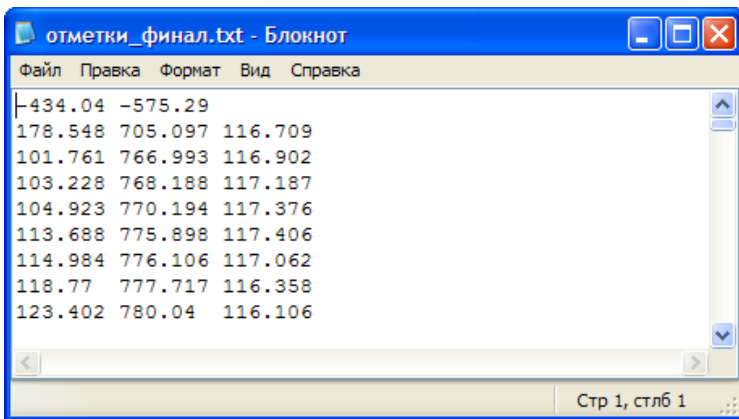 отметки_финал.txt - Блокнот
Файл Правка Формат Вид Справка
-434.04 -575.29
178.548 705.097 116.709
101.761 766.993 116.902
103.228 768.188 117.187
104.923 770.194 117.376
113.688 775.898 117.406
114.984 776.106 117.062
118.77 777.717 116.358
123.402 780.04 116.106
Стр 1, стлб 1